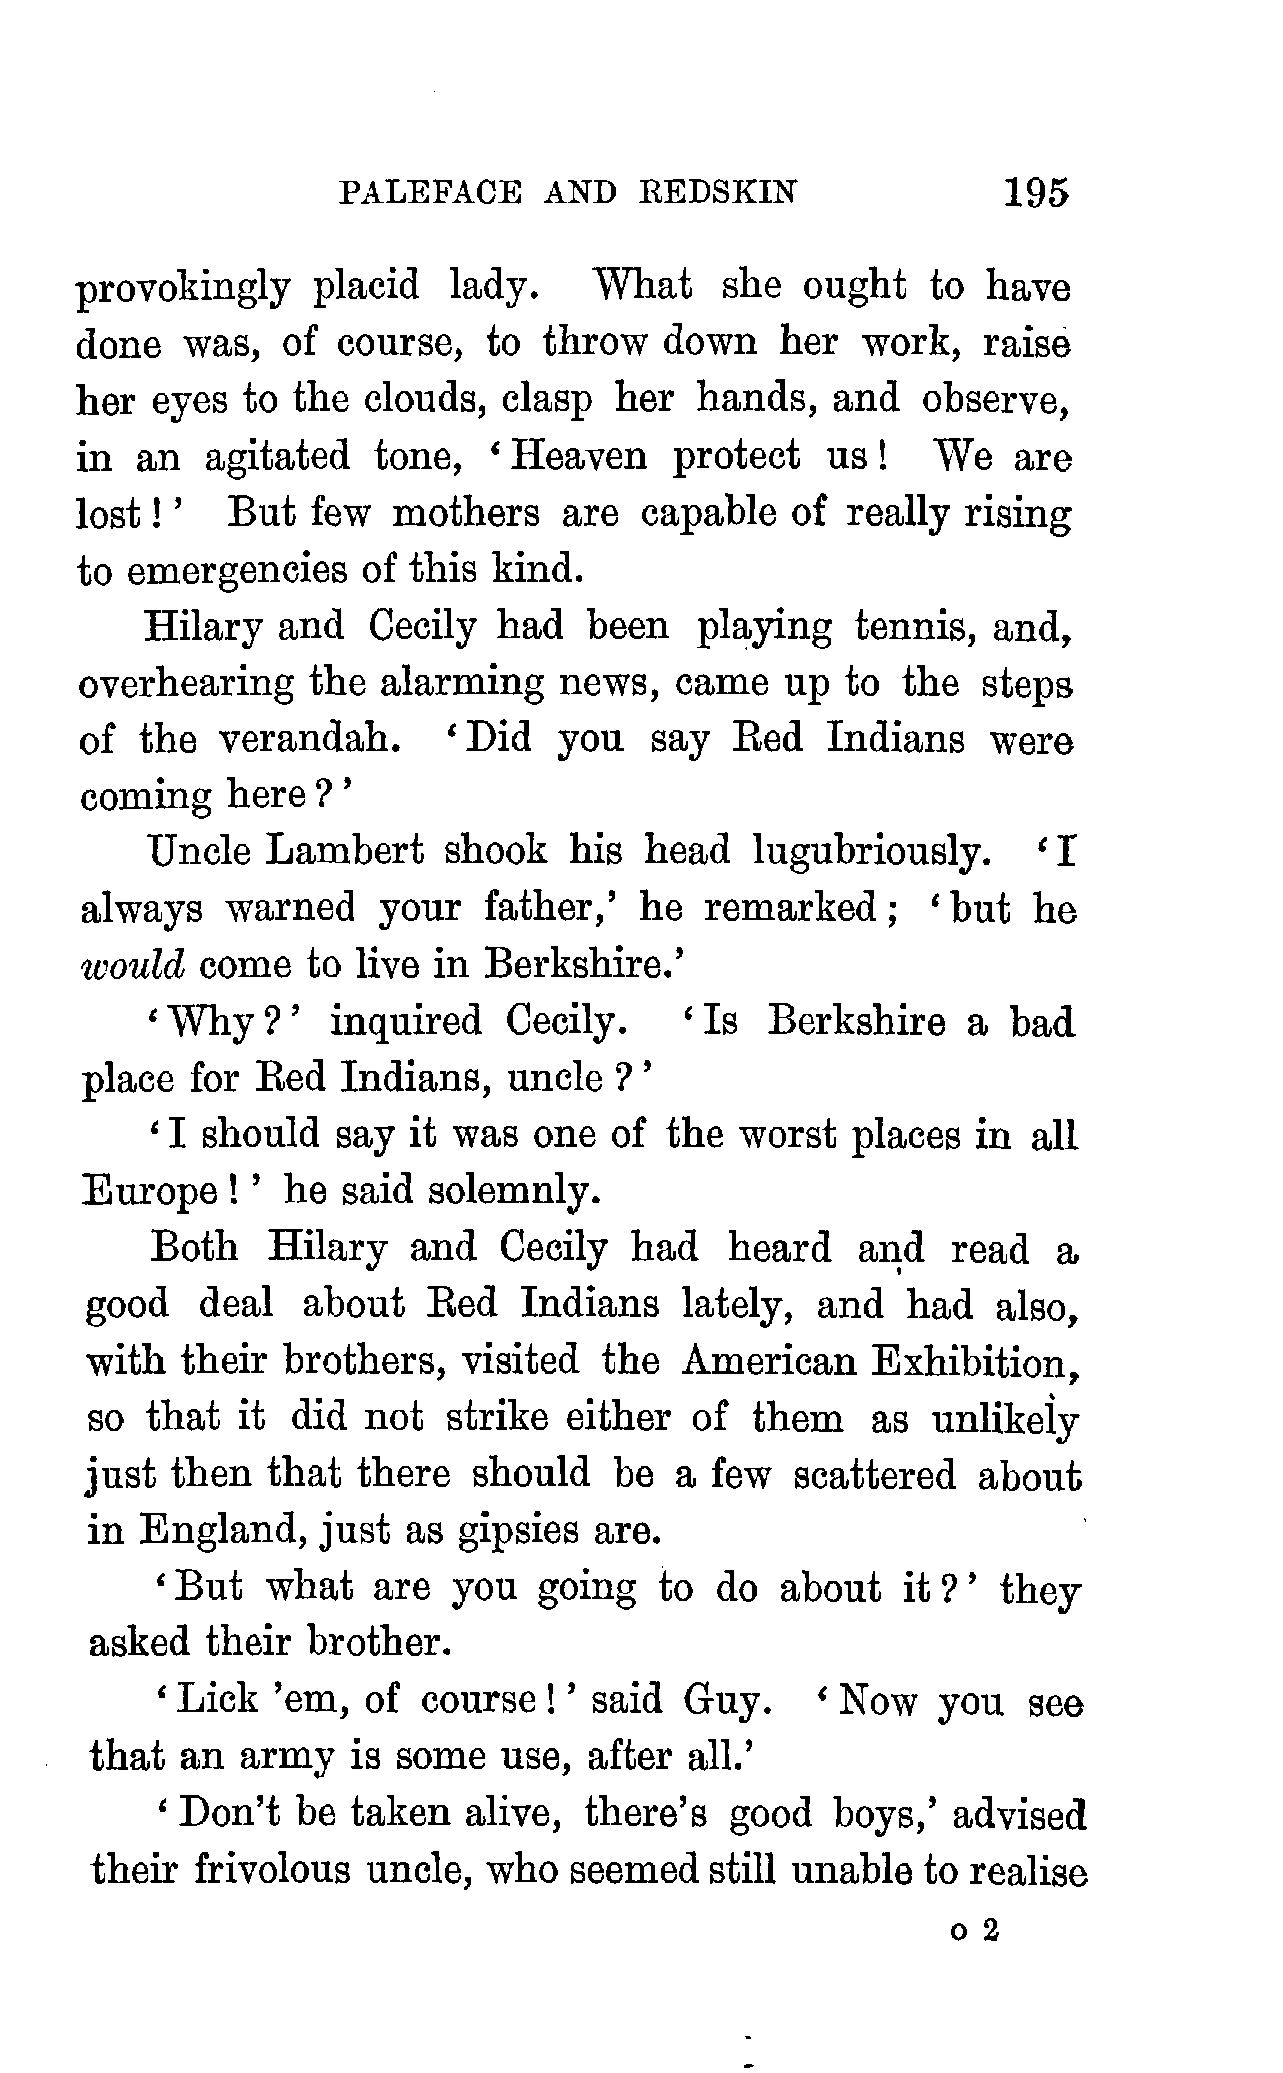 PALEFACE AND REDSKIN 195
provokingly placid lady. What she ought to have
done was, of course, to throw down her work, raise
her eyes to the clouds, clasp her hands, and observe,
in an agitated tone, ‘Heaven protect us! We are
lost!’ But few mothers are capable of really rising
to emergencies of this kind.
Hilary and Cecily had been playing tennis, and,
overhearing the alarming news, came up to the steps
of the verandah. ‘Did you say Red Indians were
coming here?’
Uncle Lambert shook his head lugubriously. ‘I
always warned your father,’ he remarked; ‘but he
would come to live in Berkshire.’
‘Why?’ inquired Cecily. ‘Is Berkshire a bad
place for Red Indians, uncle?’
‘I should say it was one of the worst places in all
Europe!’ he said solemnly.
Both Hilary and Cecily had heard and read a
good deal about Red Indians lately, and had also,
with their brothers, visited the American Exhibition,
so that it did not strike either of them as unlikely
just then that there should be a few scattered about
in England, just as gipsies are.
‘But what are you going to do about it?’ they
asked their brother.
‘Lick ’em, of course!’ said Guy. ‘Now you see
that an army is some use, after all.’
‘Don’t be taken alive, there’s good boys,’ advised
their frivolous uncle, who seemed still unable to realise
o 2